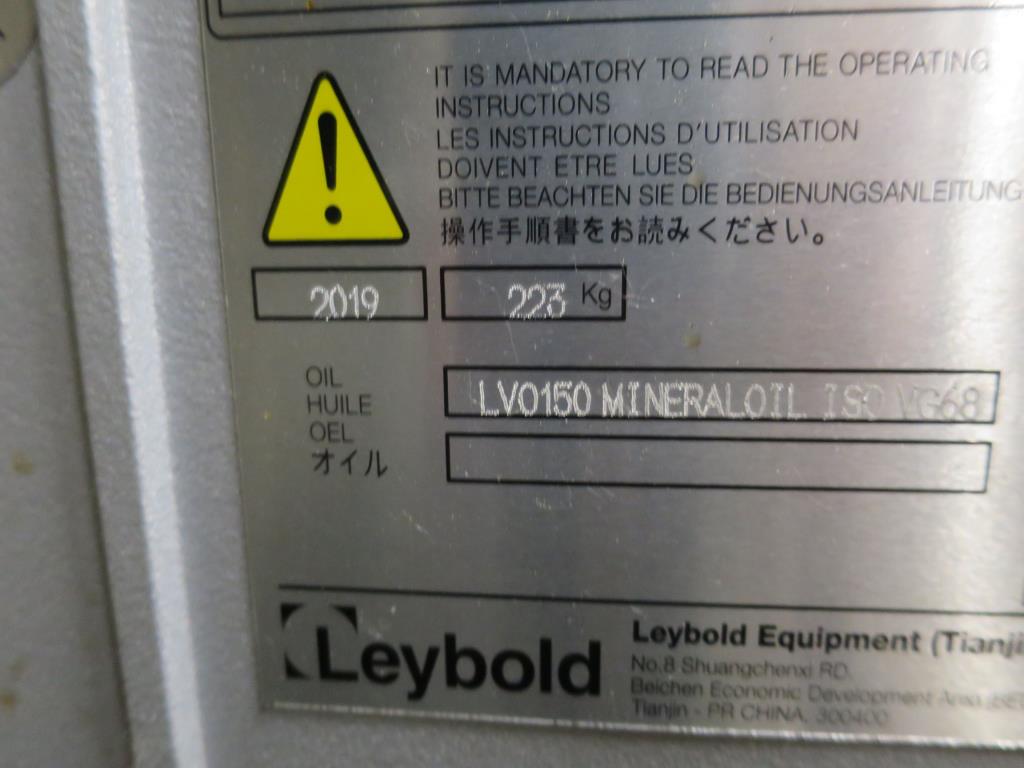 IT IS MANDATORY TO READ THE OPERATING
INSTRUCTIONS
LES INSTRUCTIONS D'UTILISATION
DOIVENT ETRE LUES
BITTE BEACHTEN SIE DIE BEDIENUNGSANLEITUNG
操作手順書をお読みください。
2019
223 Kg
OIL
HUILE
OEL
オイル
LVO150 MINERALOIL ISO VG68
Leybold
Leybold Equipment (Tianji
No.8 Shuangchenxi RD.
Beichen Economic Development Area
Tianjin - PR CHINA, 300400